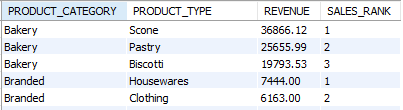 PRODUCT_CATEGORY PRODUCT_TYPE REVENUE SALES_RANK
Bakery Scone 36866.12 1
Bakery Pastry 25655.99 2
Bakery Biscotti 19793.53 3
Branded Housewares 7444.00 1
Branded Clothing 6163.00 2